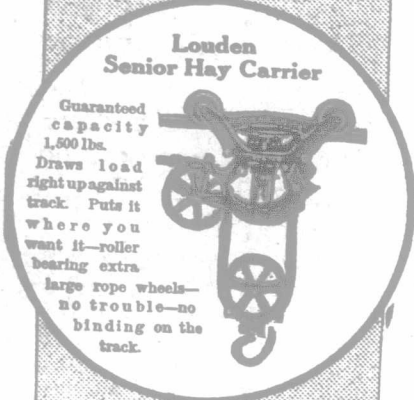 Louden
Senior Hay Carrier
Guaranteed
capacity
1,500 lbs.
Draws load
right up against
track. Puts it
where you
want it—roller
bearing extra
large rope wheels—
no trouble—no
binding on the
track.